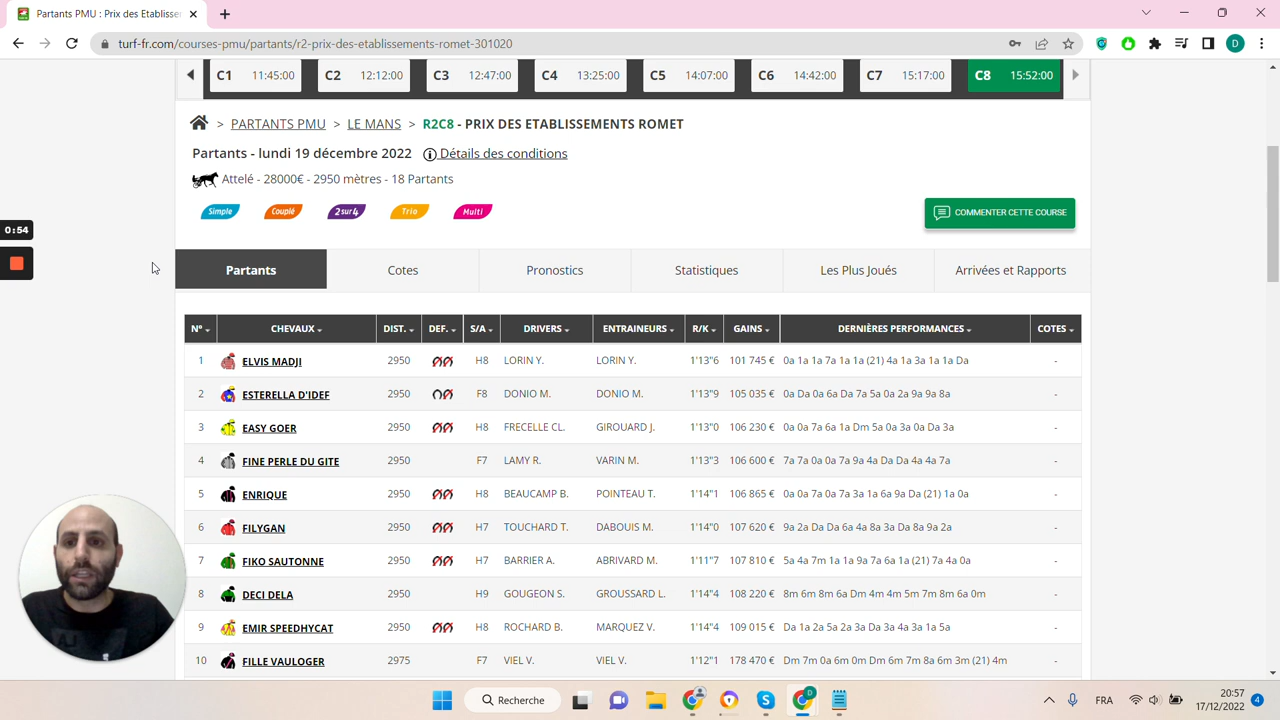 Partants PMU : Prix des Etablisse
turf-fr.com/courses-pmu/partants/r2-prix-des-etablissements-romet-301020
D
C1 11:45:00 C2 12:12:00 C3 12:47:00 C4 13:25:00 C5 14:07:00 C6 14:42:00 C7 15:17:00 C8 15:52:00
> PARTANTS PMU > LE MANS > R2C8 - PRIX DES ETABLISSEMENTS ROMET
Partants - lundi 19 décembre 2022 Détails des conditions
Attelé - 28000€ - 2950 mètres - 18 Partants
Simple Couplé 2sur4 Trio Multi
COMMENTER CETTE COURSE
0:54
Partants Cotes Pronostics Statistiques Les Plus Joués Arrivées et Rapports
N° CHEVAUX DIST. DEF. S/A DRIVERS ENTRAINEURS R/K GAINS DERNIÈRES PERFORMANCES COTES
1 ELVIS MADJI 2950 H8 LORIN Y. LORIN Y. 1'13"6 101 745 € 0a 1a 1a 7a 1a 1a (21) 4a 1a 3a 1a 1a Da -
2 ESTERELLA D'IDEF 2950 F8 DONIO M. DONIO M. 1'13"9 105 035 € 0a Da 0a 6a Da 7a 5a 0a 2a 9a 9a 8a -
3 EASY GOER 2950 H8 FRECELLE CL. GIROUARD J. 1'13"0 106 230 € 0a 0a 7a 6a 1a Dm 5a 0a 3a 0a Da 3a -
4 FINE PERLE DU GITE 2950 F7 LAMY R. VARIN M. 1'13"3 106 600 € 7a 7a 0a 0a 7a 9a 4a Da Da 4a 4a 7a -
5 ENRIQUE 2950 H8 BEAUCAMP B. POINTEAU T. 1'14"1 106 865 € 0a 0a 7a 0a 7a 3a 1a 6a 9a Da (21) 1a 0a -
6 FILYGAN 2950 H7 TOUCHARD T. DABOUIS M. 1'14"0 107 620 € 9a 2a Da Da 6a 4a 8a 3a Da 8a 9a 2a -
7 FIKO SAUTONNE 2950 H7 BARRIER A. ABRIVARD M. 1'11"7 107 810 € 5a 4a 7m 1a 1a 9a 7a 6a 1a (21) 7a 4a 0a -
8 DECI DELA 2950 H9 GOUGEON S. GROUSSARD L. 1'14"4 108 220 € 8m 6m 8m 6a Dm 4m 4m 5m 7m 8m 6a 0m -
9 EMIR SPEEDHYCAT 2950 H8 ROCHARD B. MARQUEZ V. 1'14"4 109 015 € Da 1a 2a 5a 2a 3a Da 3a 4a 3a 1a 5a -
10 FILLE VAULOGER 2975 F7 VIEL V. VIEL V. 1'12"1 178 470 € Dm 7m 0a 6m 0m Dm 6m 7m 8a 6m 3m (21) 4m -
Recherche D FRA 20:57
17/12/2022 4